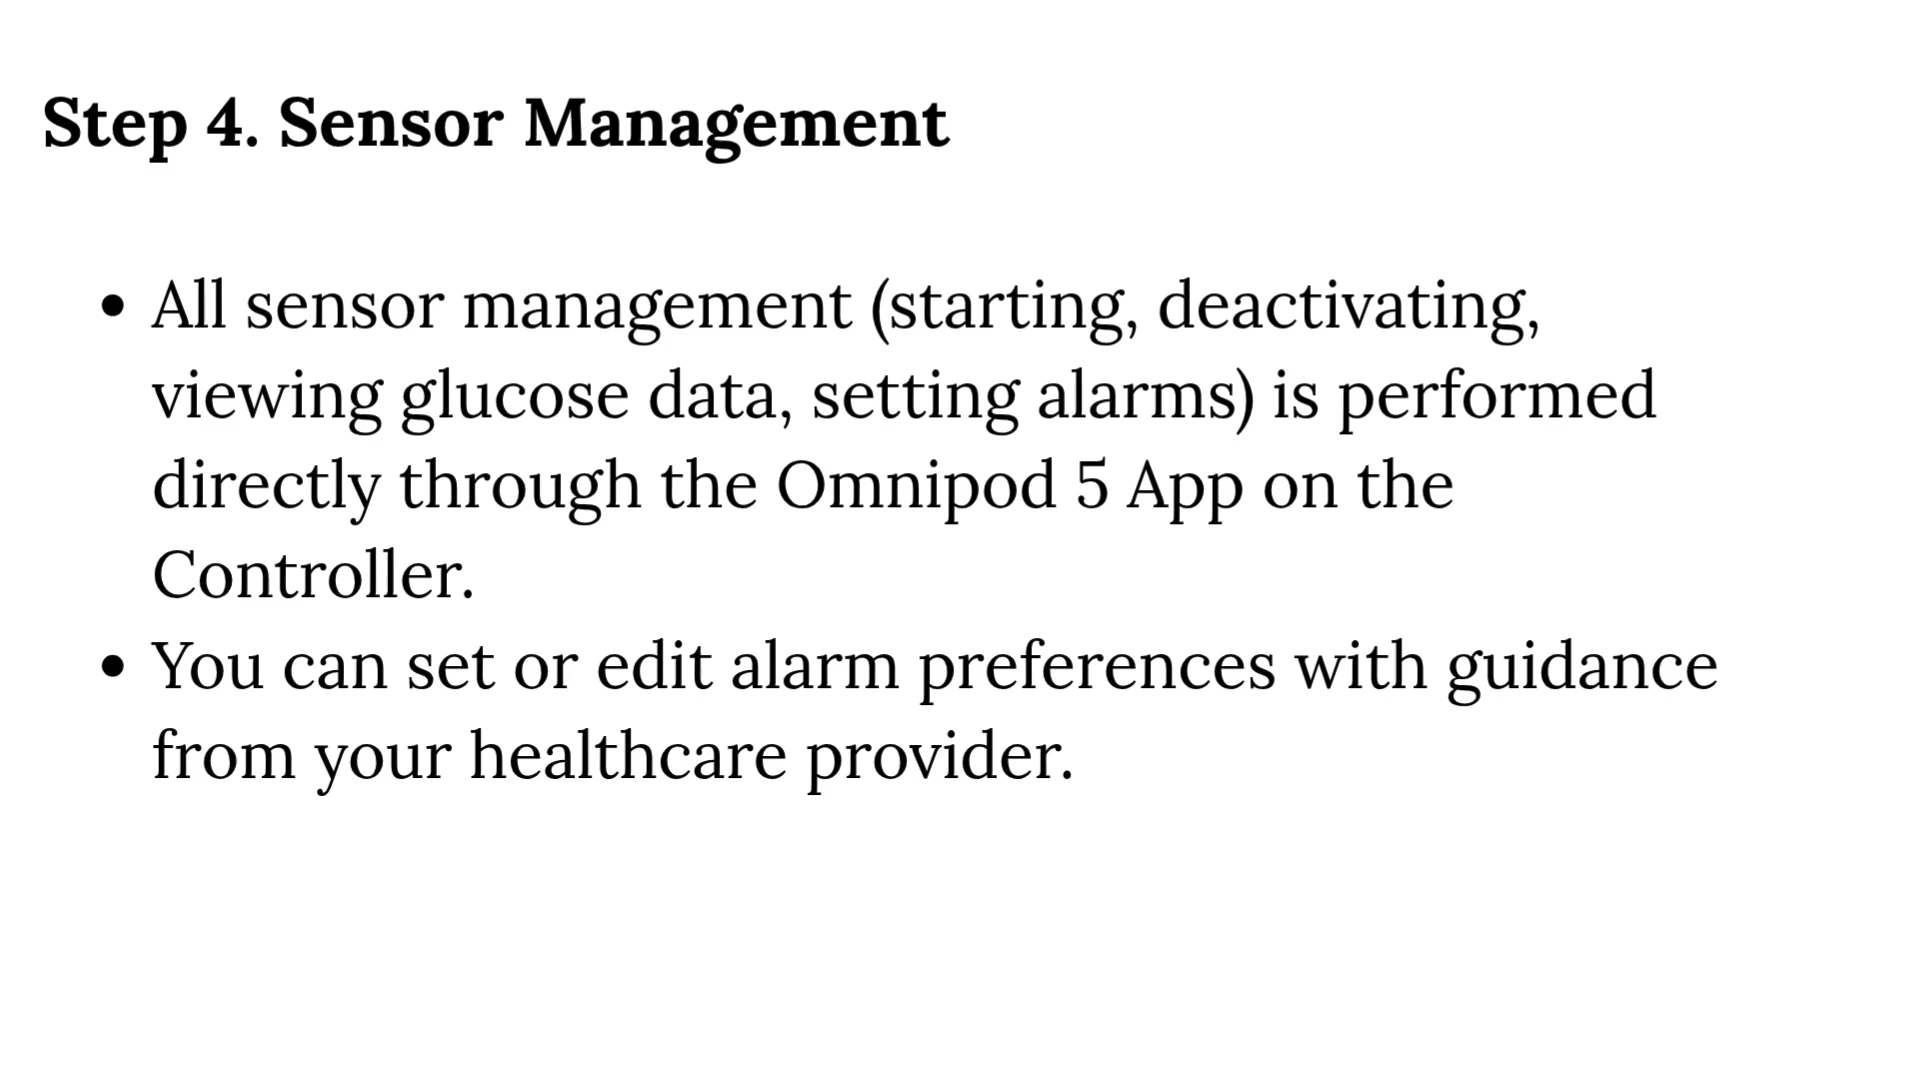 Step 4. Sensor Management
• All sensor management (starting, deactivating,
viewing glucose data, setting alarms) is performed
directly through the Omnipod 5 App on the
Controller.
• You can set or edit alarm preferences with guidance
from your healthcare provider.